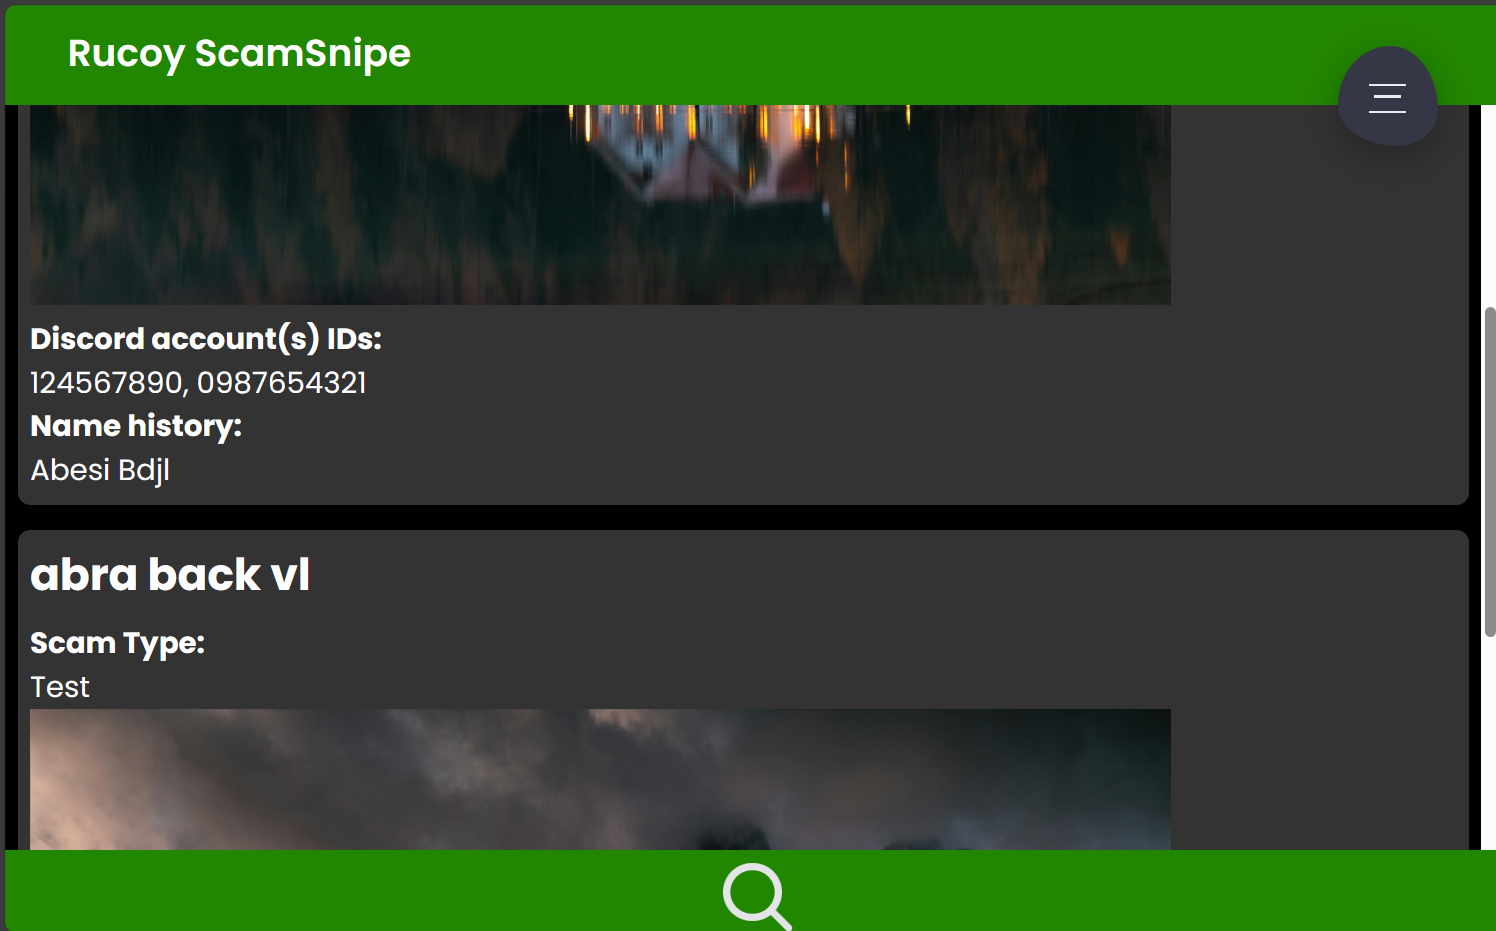 Rucoy ScamSnipe
Discord account(s) IDs:
124567890, 0987654321
Name history:
Abesi Bdjl
abra back vl
Scam Type:
Test